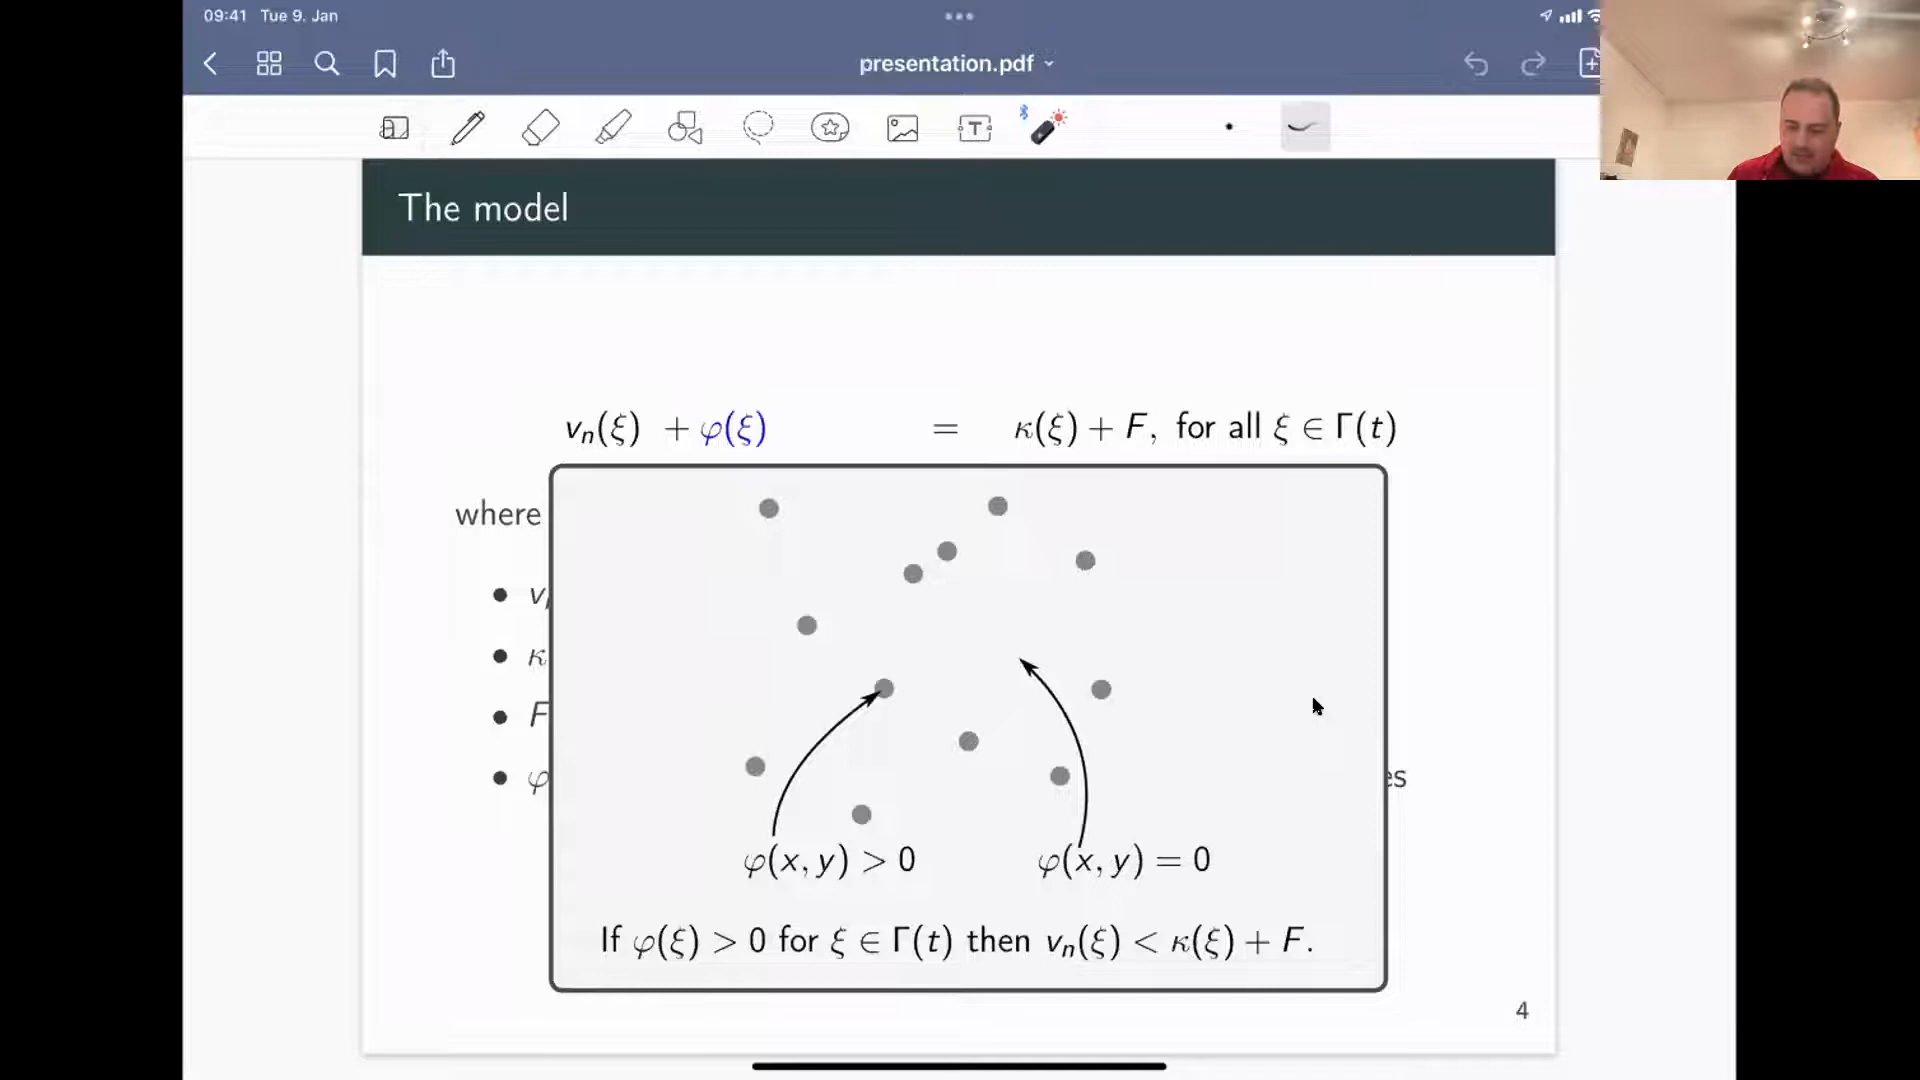 09:41 Tue 9. Jan
presentation.pdf
The model
vₙ(ξ) + φ(ξ) = κ(ξ) + F, for all ξ ∈ Γ(t)
where
• v
• κ
• F
• φ es
φ(x, y) > 0 φ(x, y) = 0
If φ(ξ) > 0 for ξ ∈ Γ(t) then vₙ(ξ) < κ(ξ) + F.
4